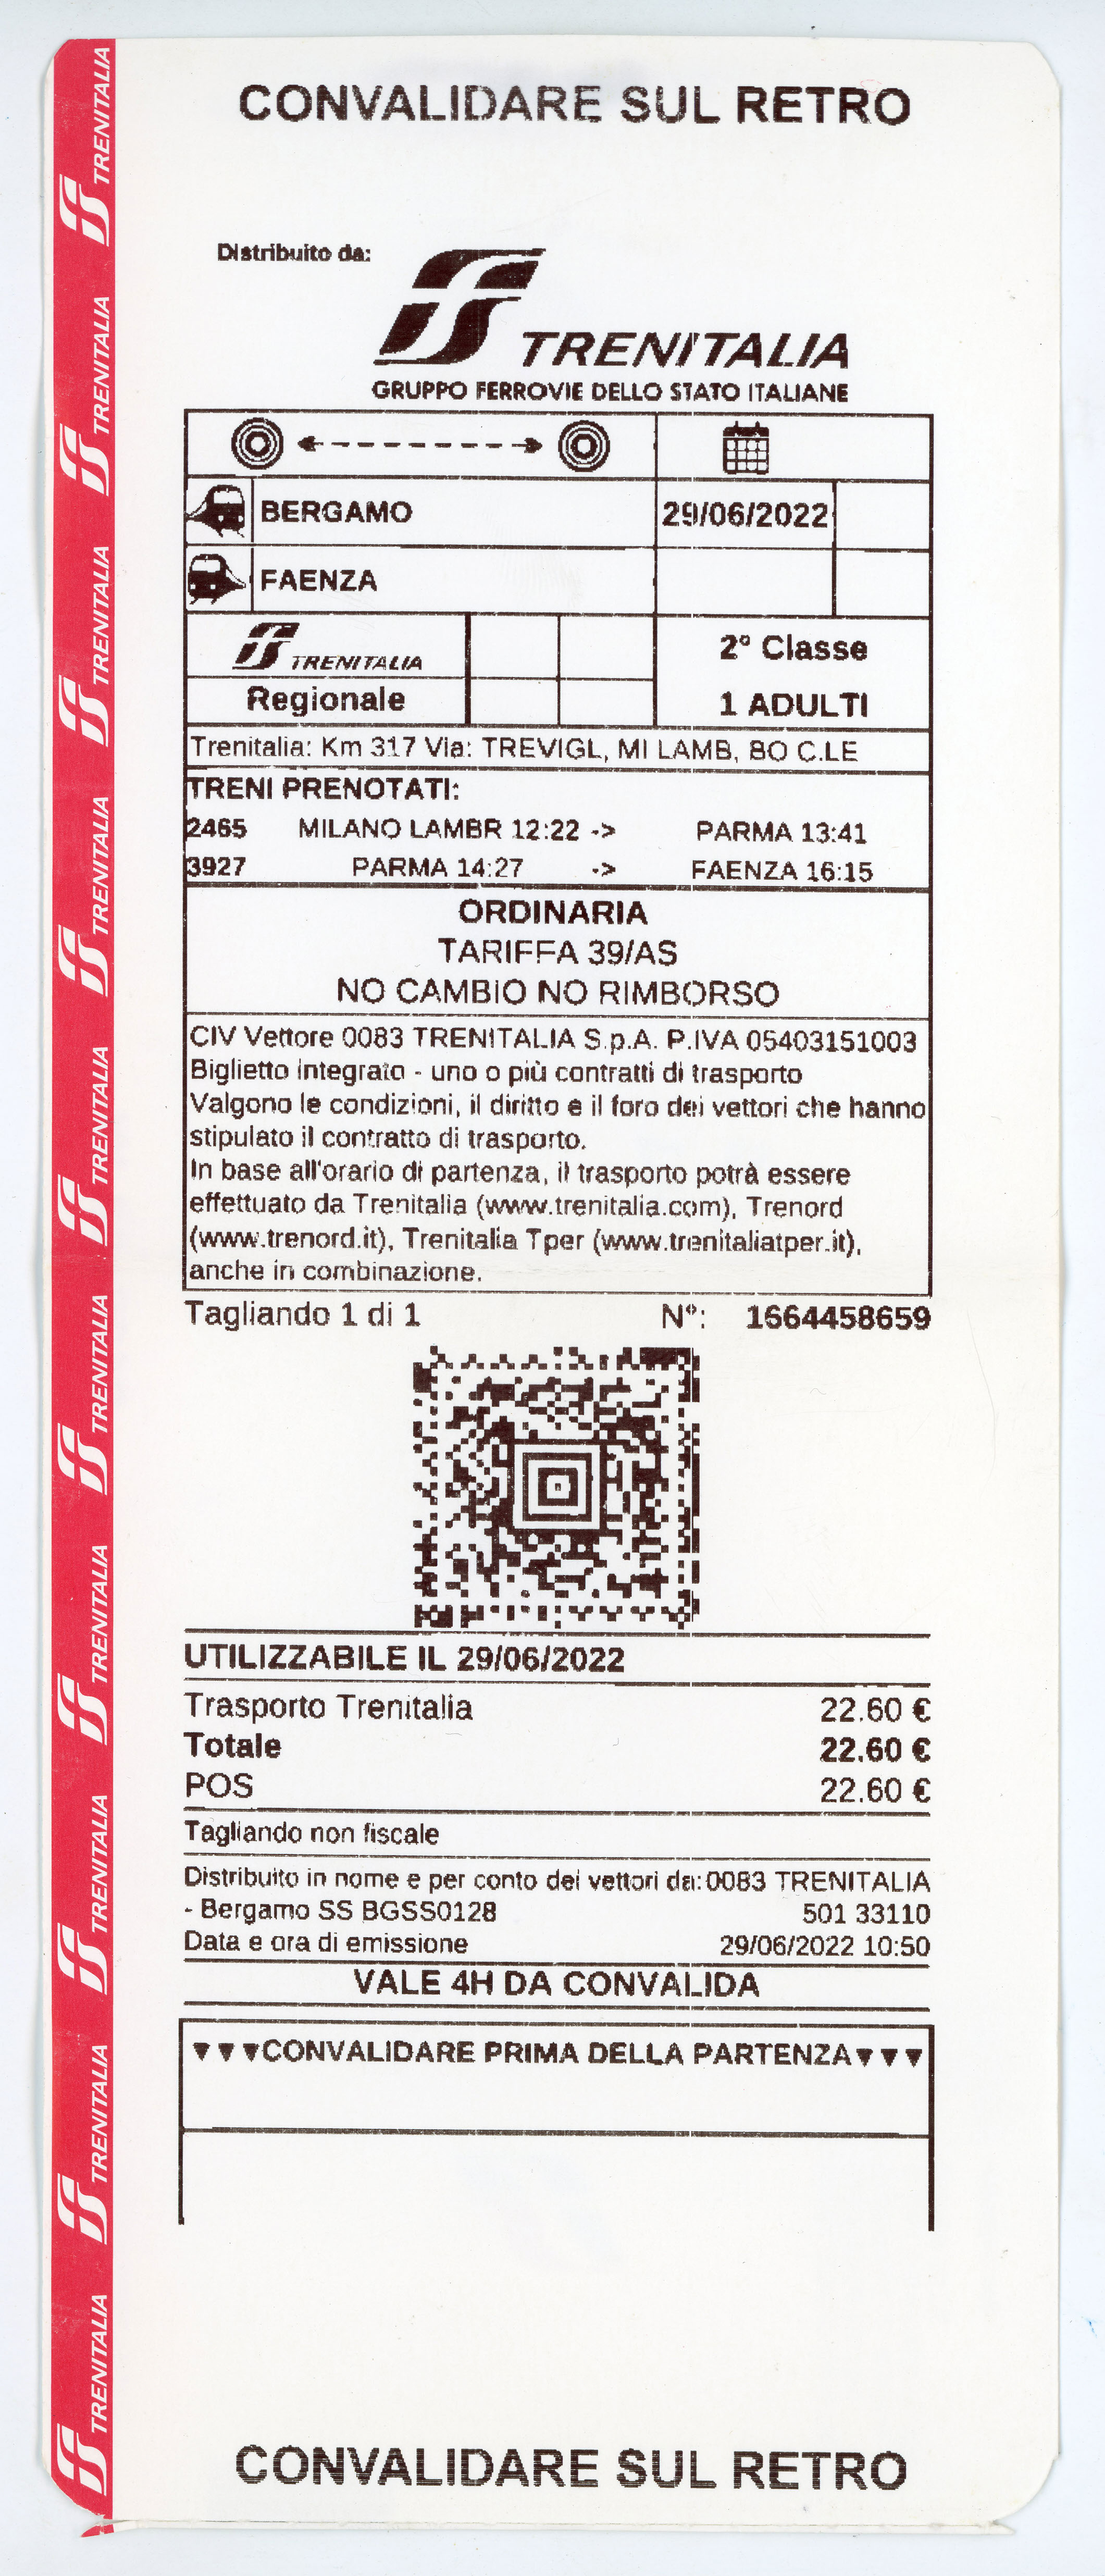 CONVALIDARE SUL RETRO
Distribuito da:
TRENITALIA
GRUPPO FERROVIE DELLO STATO ITALIANE
BERGAMO 29/06/2022
FAENZA
TRENITALIA 2° Classe
Regionale 1 ADULTI
Trenitalia: Km 317 Via: TREVIGL, MI LAMB, BO C.LE
TRENI PRENOTATI:
2465 MILANO LAMBR 12:22 -> PARMA 13:41
3927 PARMA 14:27 -> FAENZA 16:15
ORDINARIA
TARIFFA 39/AS
NO CAMBIO NO RIMBORSO
CIV Vettore 0083 TRENITALIA S.p.A. P.IVA 05403151003
Biglietto integrato - uno o più contratti di trasporto
Valgono le condizioni, il diritto e il foro dei vettori che hanno
stipulato il contratto di trasporto.
In base all'orario di partenza, il trasporto potrà essere
effettuato da Trenitalia (www.trenitalia.com), Trenord
(www.trenord.it), Trenitalia Tper (www.trenitaliatper.it),
anche in combinazione.
Tagliando 1 di 1 N°: 1664458659
UTILIZZABILE IL 29/06/2022
Trasporto Trenitalia 22.60 €
Totale 22.60 €
POS 22.60 €
Tagliando non fiscale
Distribuito in nome e per conto dei vettori da: 0083 TRENITALIA
- Bergamo SS BGSS0128 501 33110
Data e ora di emissione 29/06/2022 10:50
VALE 4H DA CONVALIDA
▼▼▼CONVALIDARE PRIMA DELLA PARTENZA▼▼▼
CONVALIDARE SUL RETRO
TRENITALIA
TRENITALIA
TRENITALIA
TRENITALIA
TRENITALIA
TRENITALIA
TRENITALIA
TRENITALIA
TRENITALIA
TRENITALIA